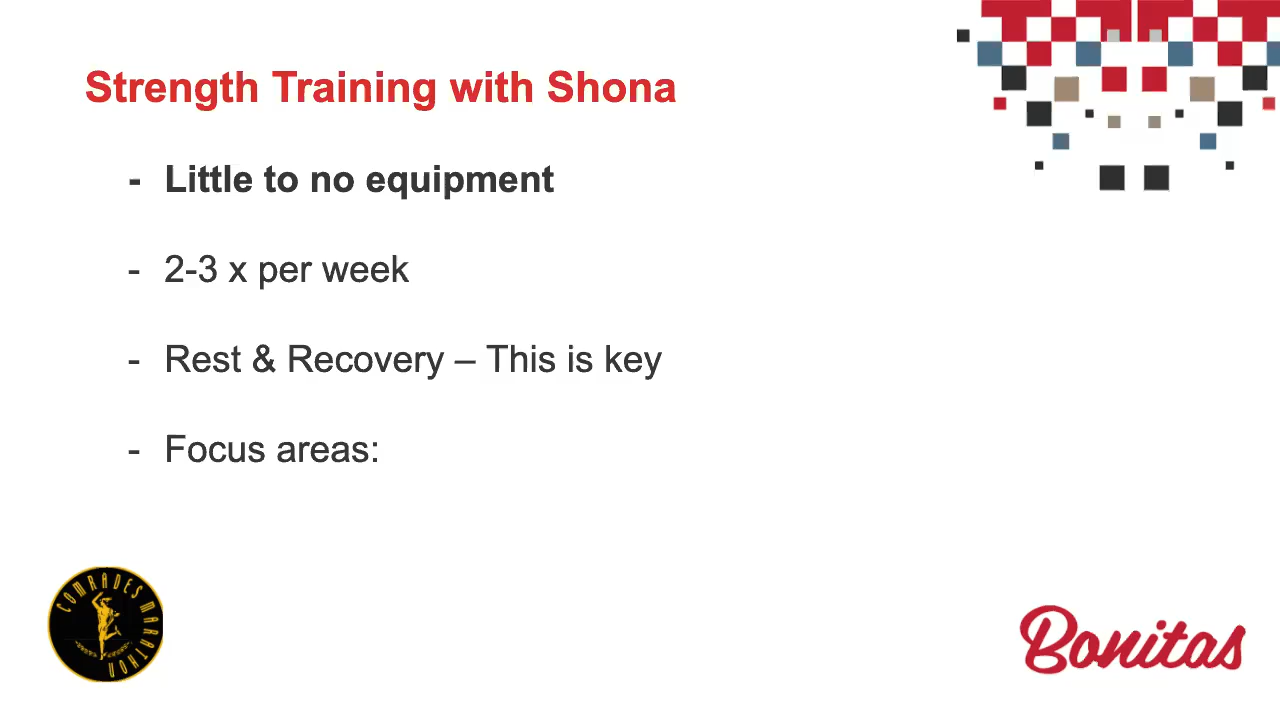 Strength Training with Shona
- Little to no equipment
- 2-3 x per week
- Rest & Recovery – This is key
- Focus areas:
COMRADES MARATHON
Bonitas